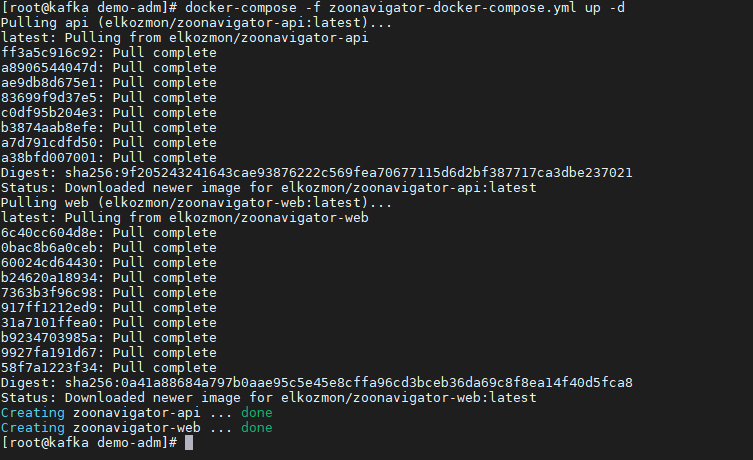 [root@kafka demo-adm]# docker-compose -f zoonavigator-docker-compose.yml up -d
Pulling api (elkozmon/zoonavigator-api:latest)...
latest: Pulling from elkozmon/zoonavigator-api
ff3a5c916c92: Pull complete
a8906544047d: Pull complete
ae9db8d675e1: Pull complete
83699f9d37e5: Pull complete
c0df95b204e3: Pull complete
b3874aab8efe: Pull complete
a7d791cdfd50: Pull complete
a38bfd007001: Pull complete
Digest: sha256:9f205243241643cae93876222c569fea70677115d6d2bf387717ca3dbe237021
Status: Downloaded newer image for elkozmon/zoonavigator-api:latest
Pulling web (elkozmon/zoonavigator-web:latest)...
latest: Pulling from elkozmon/zoonavigator-web
6c40cc604d8e: Pull complete
0bac8b6a0ceb: Pull complete
60024cd64430: Pull complete
b24620a18934: Pull complete
7363b3f96c98: Pull complete
917ff1212ed9: Pull complete
31a7101ffea0: Pull complete
b9234703985a: Pull complete
9927fa191d67: Pull complete
58f7a1223f34: Pull complete
Digest: sha256:0a41a88684a797b0aae95c5e45e8cffa96cd3bceb36da69c8f8ea14f40d5fca8
Status: Downloaded newer image for elkozmon/zoonavigator-web:latest
Creating zoonavigator-api ... done
Creating zoonavigator-web ... done
[root@kafka demo-adm]#